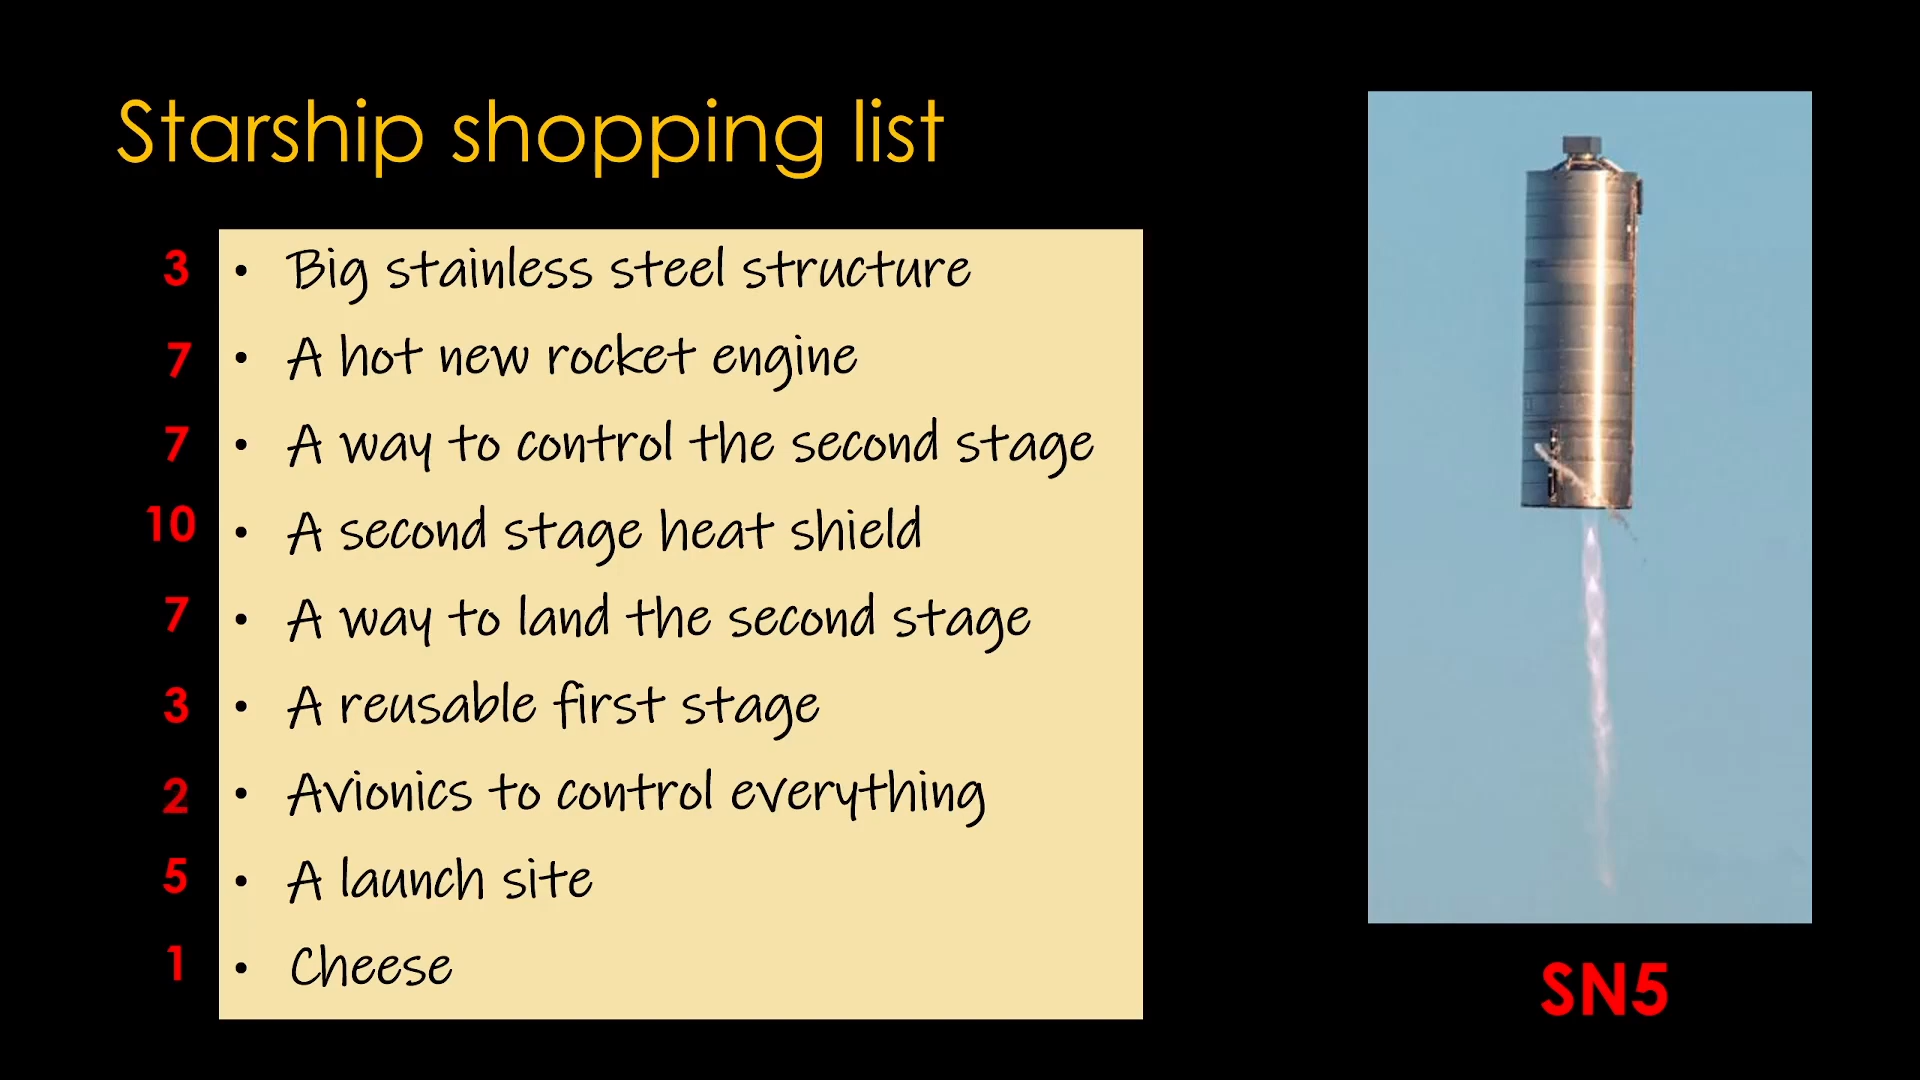 Starship shopping list
3 • Big stainless steel structure
7 • A hot new rocket engine
7 • A way to control the second stage
10 • A second stage heat shield
7 • A way to land the second stage
3 • A reusable first stage
2 • Avionics to control everything
5 • A launch site
1 • Cheese
SN5